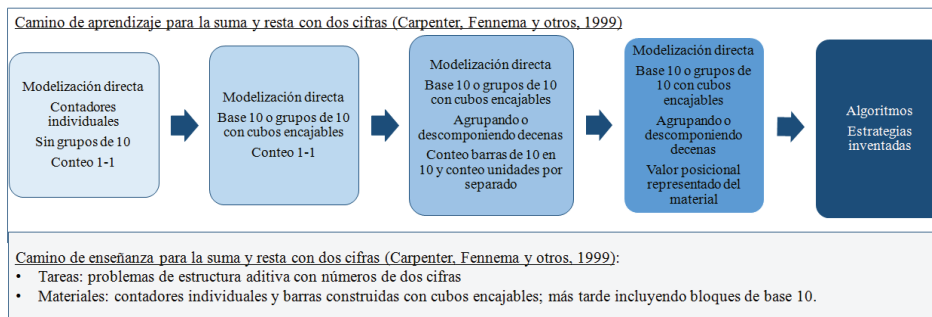 Camino de aprendizaje para la suma y resta con dos cifras (Carpenter, Fennema y otros, 1999)
Modelización directa
Contadores
individuales
Sin grupos de 10
Conteo 1-1
Modelización directa
Base 10 o grupos de 10
con cubos encajables
Conteo 1-1
Modelización directa
Base 10 o grupos de 10
con cubos encajables
Agrupando o
descomponiendo decenas
Conteo barras de 10 en
10 y conteo unidades por
separado
Modelización directa
Base 10 o grupos de
10 con cubos
encajables
Agrupando o
descomponiendo
decenas
Valor posicional
representado del
material
Algoritmos
Estrategias
inventadas
Camino de enseñanza para la suma y resta con dos cifras (Carpenter, Fennema y otros, 1999):
• Tareas: problemas de estructura aditiva con números de dos cifras
• Materiales: contadores individuales y barras construidas con cubos encajables; más tarde incluyendo bloques de base 10.